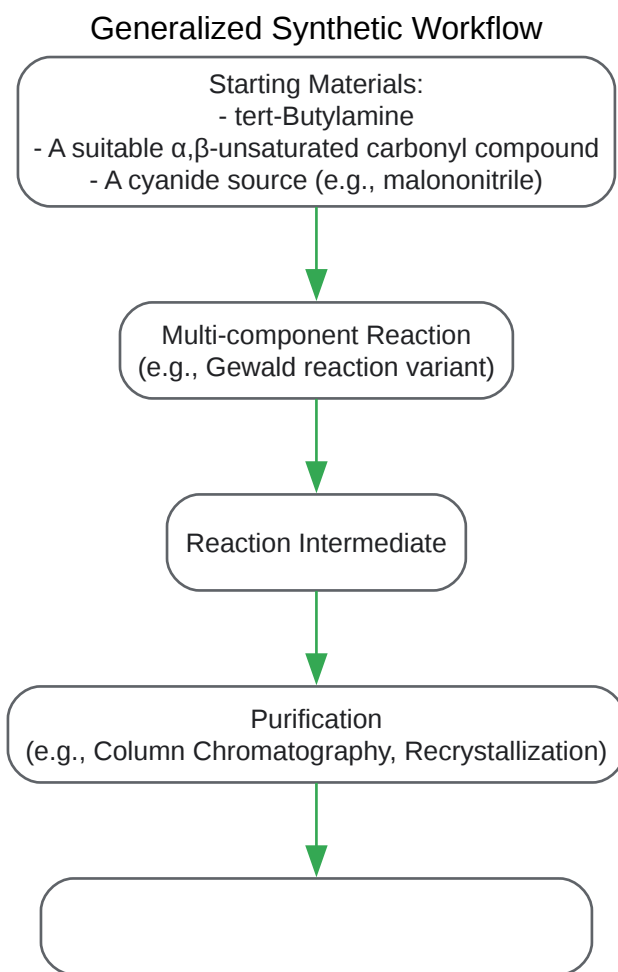 Generalized Synthetic Workflow
Starting Materials:
- tert-Butylamine
- A suitable α,β-unsaturated carbonyl compound
- A cyanide source (e.g., malononitrile)
Multi-component Reaction
(e.g., Gewald reaction variant)
Reaction Intermediate
Purification
(e.g., Column Chromatography, Recrystallization)